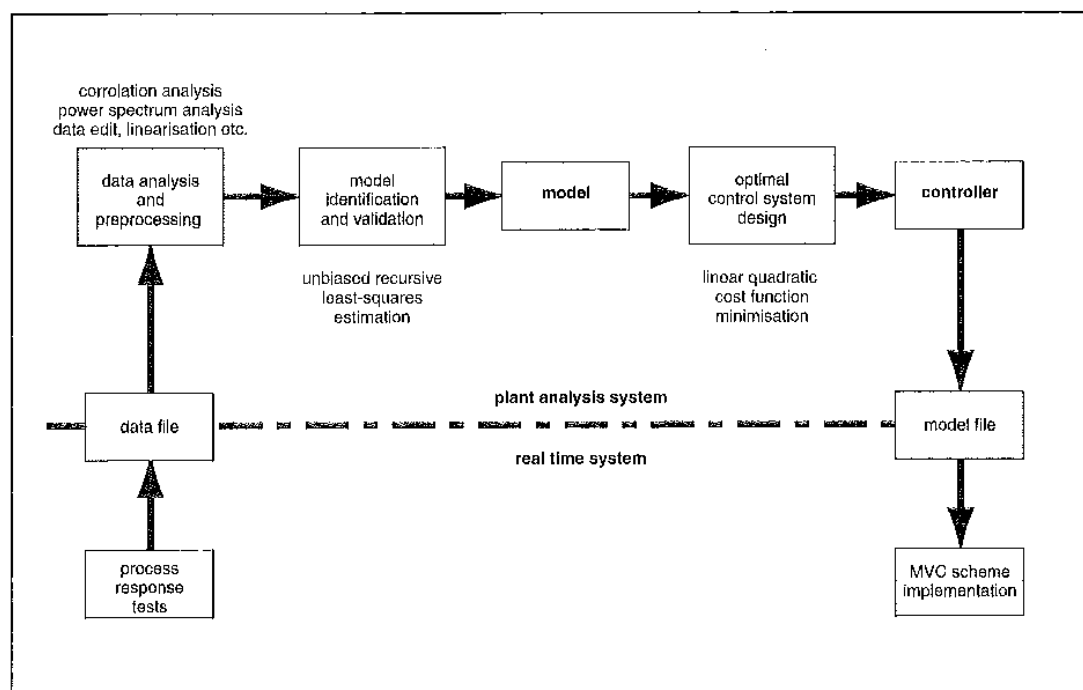 corrolation analysis
power spectrum analysis
data edit, linearisation etc.
data analysis
and
preprocessing
model
identification
and validation
model
optimal
control system
design
controller
unbiased recursive
loast-squares
estimation
linoar quadratic
cost function
minimisation
plant analysis system
data file
model file
real time system
process
response
tests
MVC scheme
implementation